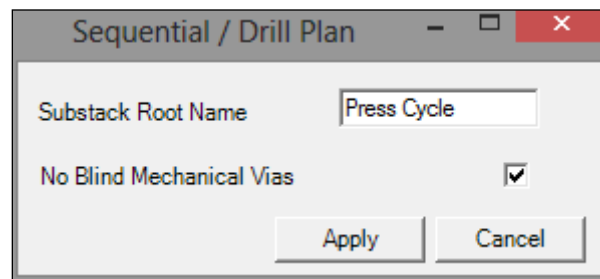 Sequential / Drill Plan
Substack Root Name Press Cycle
No Blind Mechanical Vias
Apply Cancel